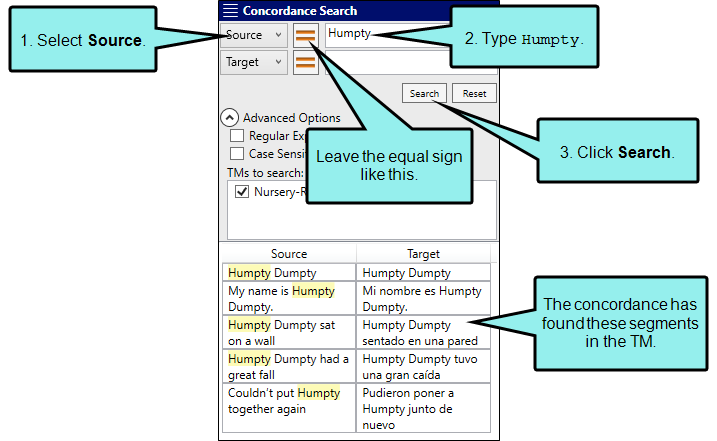 Concordance Search
1. Select Source.
Source
Humpty
2. Type Humpty.
Target
Search
Reset
Advanced Options
Regular Ex
Case Sensi
Leave the equal sign
like this.
3. Click Search.
TMs to search:
Nursery-R
Source Target
Humpty Dumpty
Humpty Dumpty
My name is Humpty
Dumpty.
Mi nombre es Humpty
Dumpty.
Humpty Dumpty sat
on a wall
Humpty Dumpty
sentado en una pared
Humpty Dumpty had a
great fall
Humpty Dumpty tuvo
una gran caída
Couldn't put Humpty
together again
Pudieron poner a
Humpty junto de
nuevo
The concordance has
found these segments
in the TM.